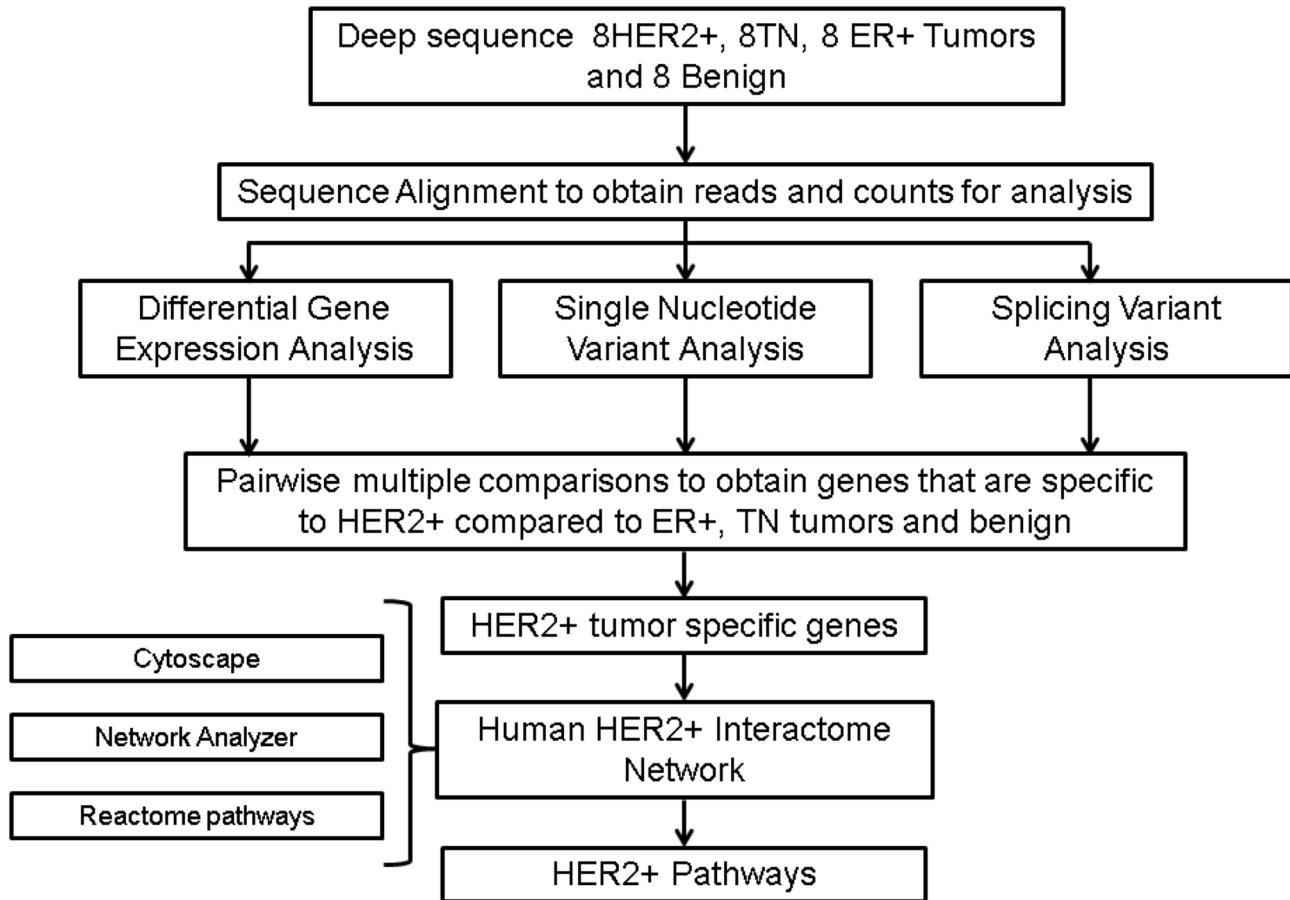 Deep sequence 8HER2+, 8TN, 8 ER+ Tumors
and 8 Benign
Sequence Alignment to obtain reads and counts for analysis
Differential Gene
Expression Analysis
Single Nucleotide
Variant Analysis
Splicing Variant
Analysis
Pairwise multiple comparisons to obtain genes that are specific
to HER2+ compared to ER+, TN tumors and benign
HER2+ tumor specific genes
Cytoscape
Network Analyzer
Reactome pathways
Human HER2+ Interactome
Network
HER2+ Pathways